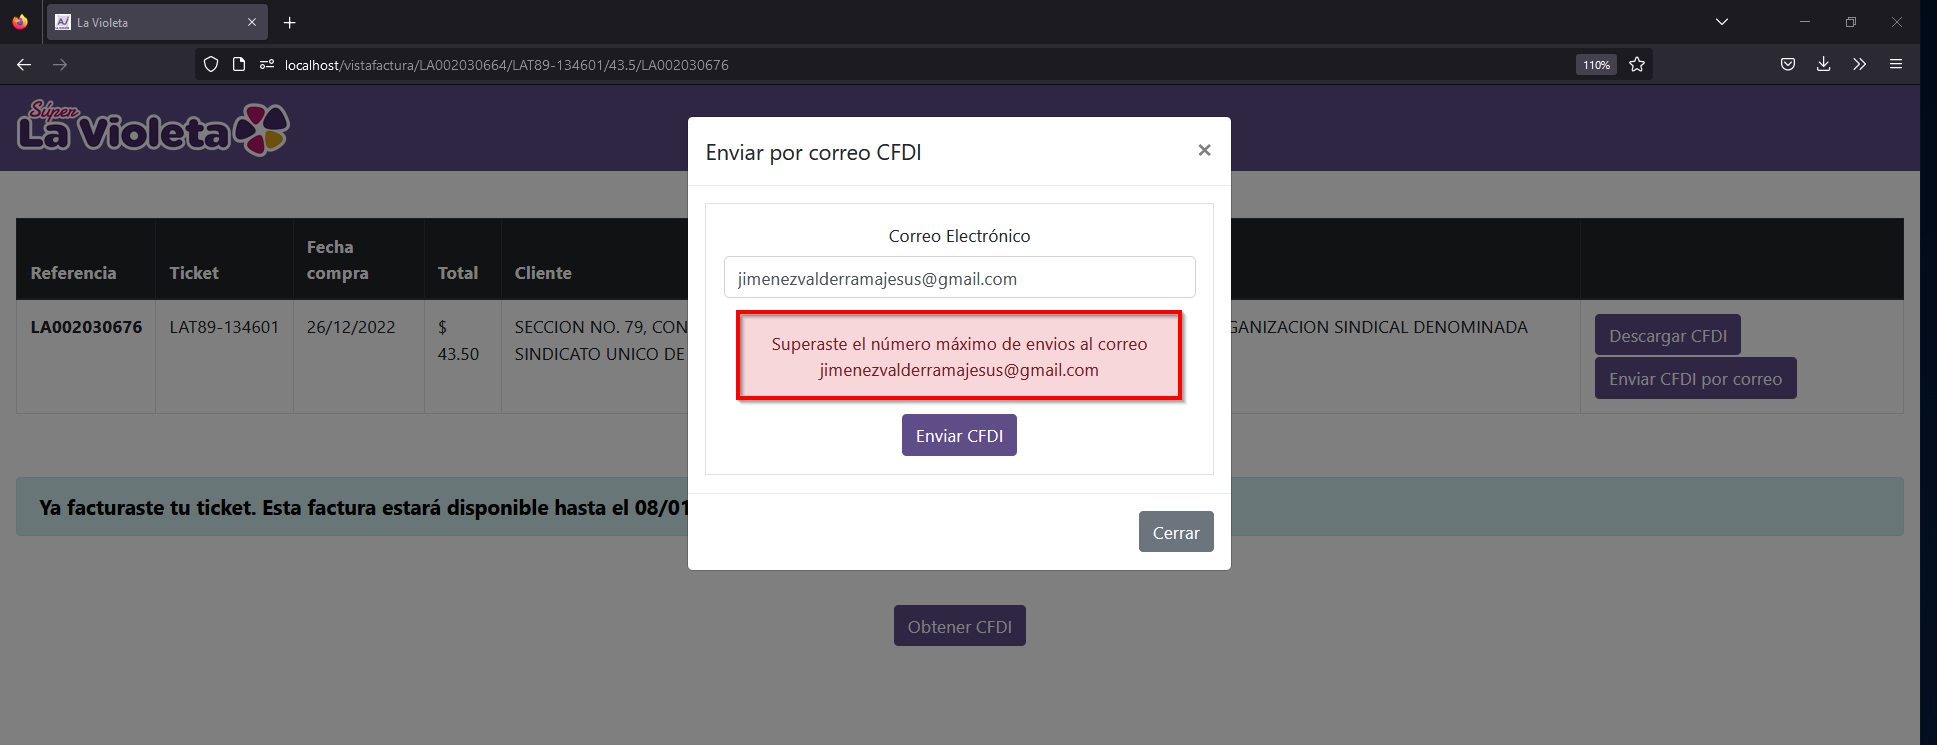 La Violeta
localhost/vistafactura/LA002030664/LAT89-134601/43.5/LA002030676
110%
Súper
La Violeta
Enviar por correo CFDI
×
Correo Electrónico
jimenezvalderramajesus@gmail.com
Superaste el número máximo de envios al correo
jimenezvalderramajesus@gmail.com
Enviar CFDI
Cerrar
Referencia
Ticket
Fecha
compra
Total
Cliente
LA002030676
LAT89-134601
26/12/2022
$
43.50
SECCION NO. 79, CON
GANIZACION SINDICAL DENOMINADA
SINDICATO UNICO DE
Descargar CFDI
Enviar CFDI por correo
Ya facturaste tu ticket. Esta factura estará disponible hasta el 08/01
Obtener CFDI